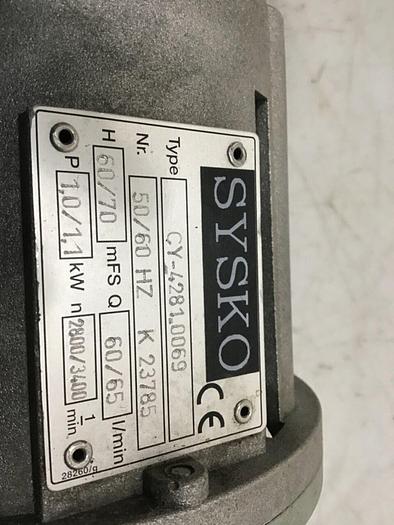 SYSKO CE
Type CY-4281.0069
Nr. 50/60 HZ K 23785
H 60/70 mFS Q 60/65 l/min
P 1,0/1,1 kW n 2800/3400 1/min.
28260/g